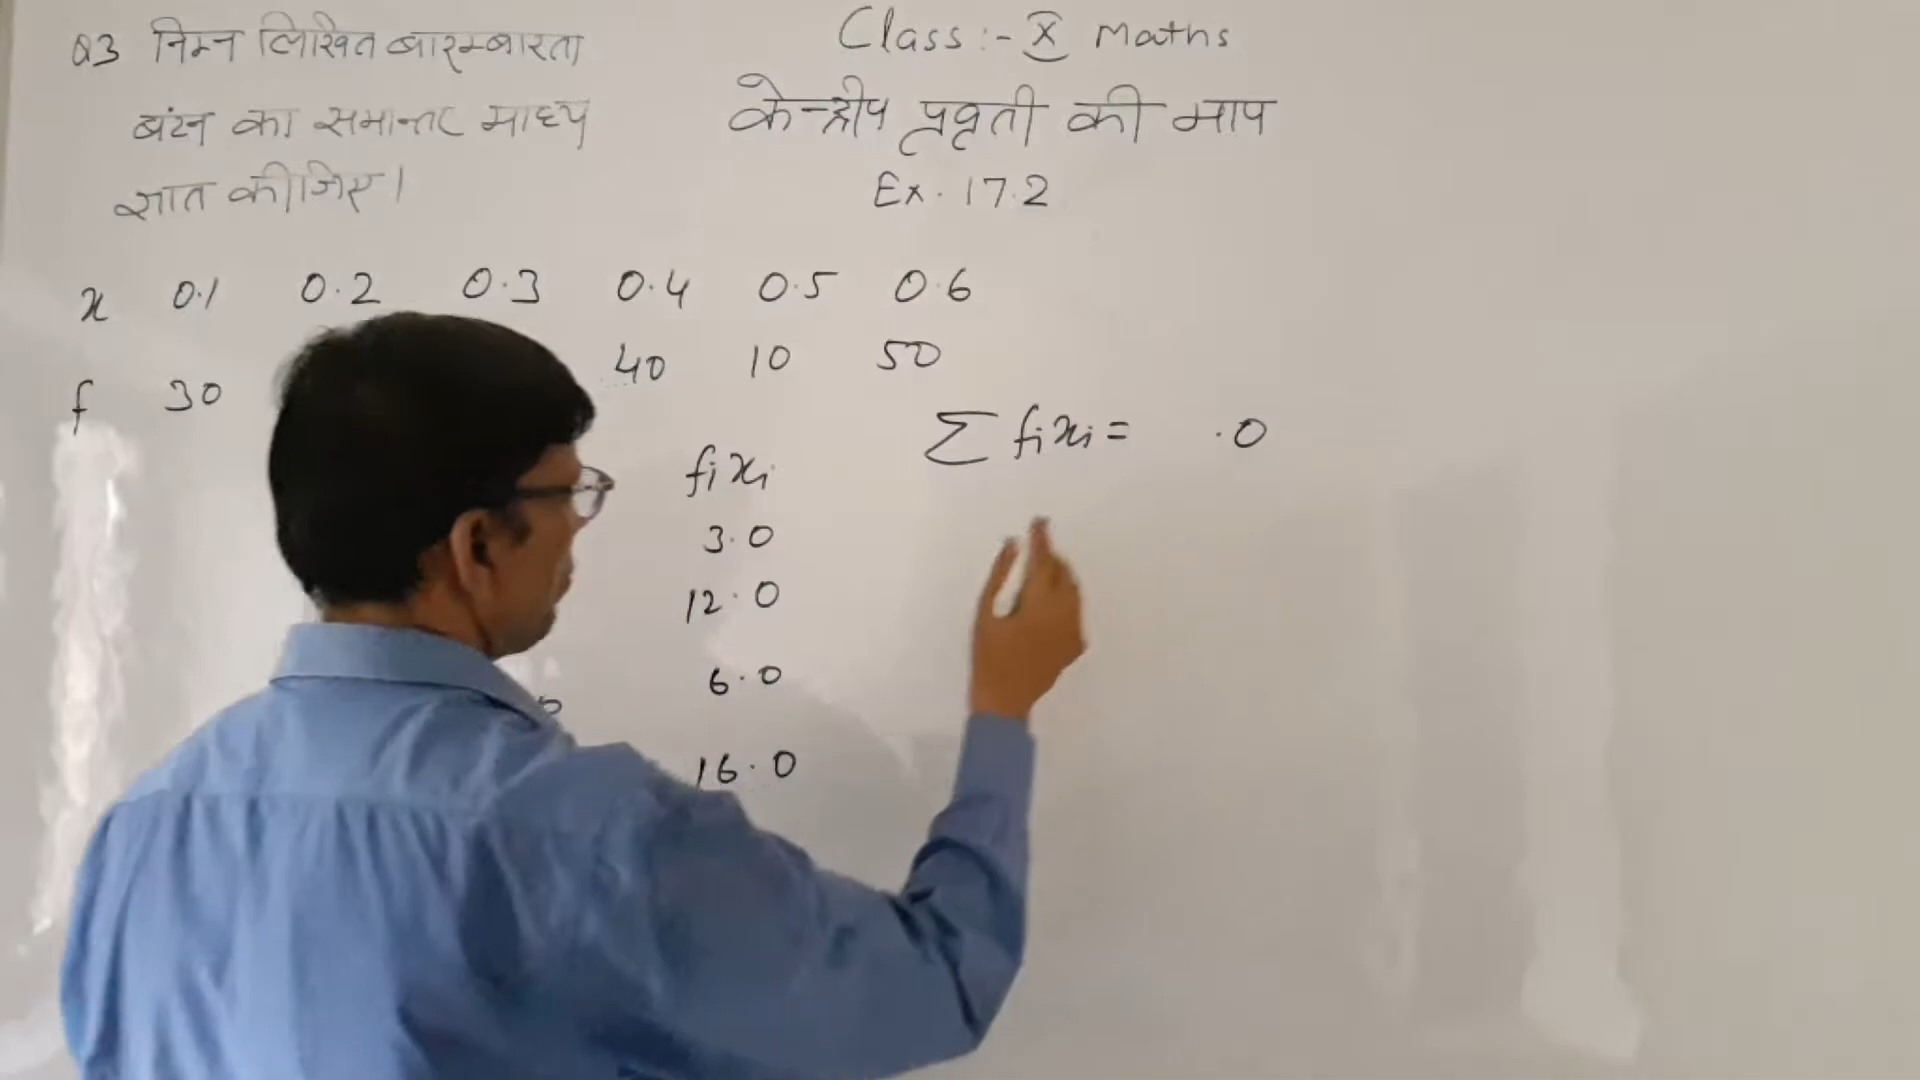 Q3 निम्न लिखित बारम्बारता
बंटन का समान्तर माध्य
ज्ञात कीजिए।
Class:- X Maths
केन्द्रीय प्रवृती की माप
Ex. 17.2
x 0.1 0.2 0.3 0.4 0.5 0.6
f 30 40 10 50
Σ fixi = .0
fixi
3.0
12.0
6.0
16.0